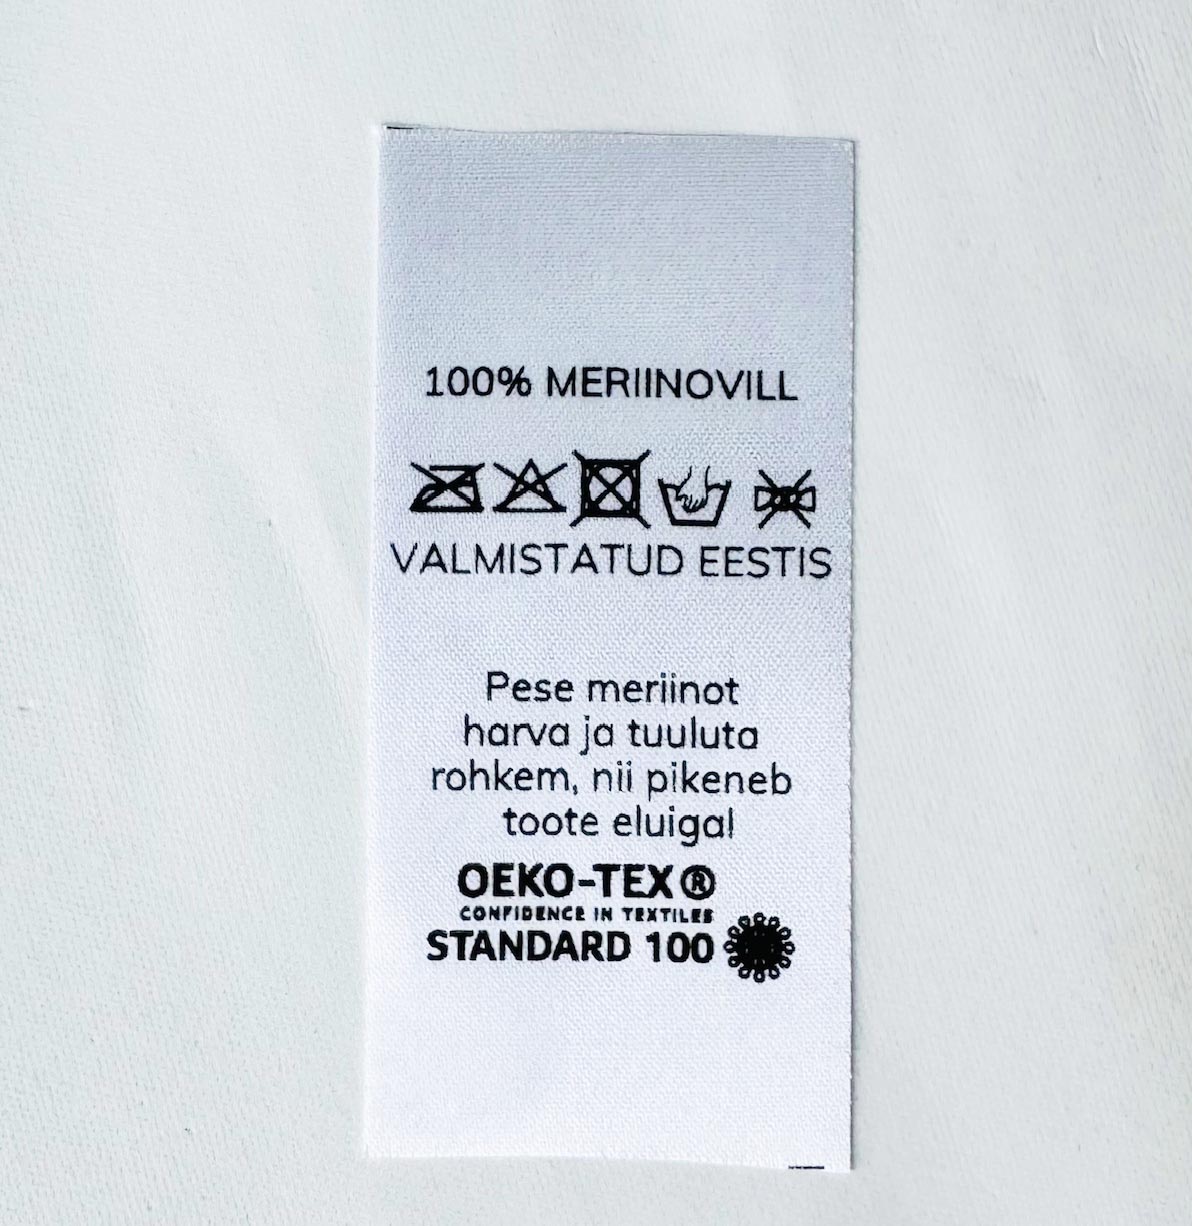 100% MERIINOVILL
VALMISTATUD EESTIS
Pese meriinot
harva ja tuuluta
rohkem, nii pikeneb
toote eluiga!
OEKO-TEX®
CONFIDENCE IN TEXTILES
STANDARD 100